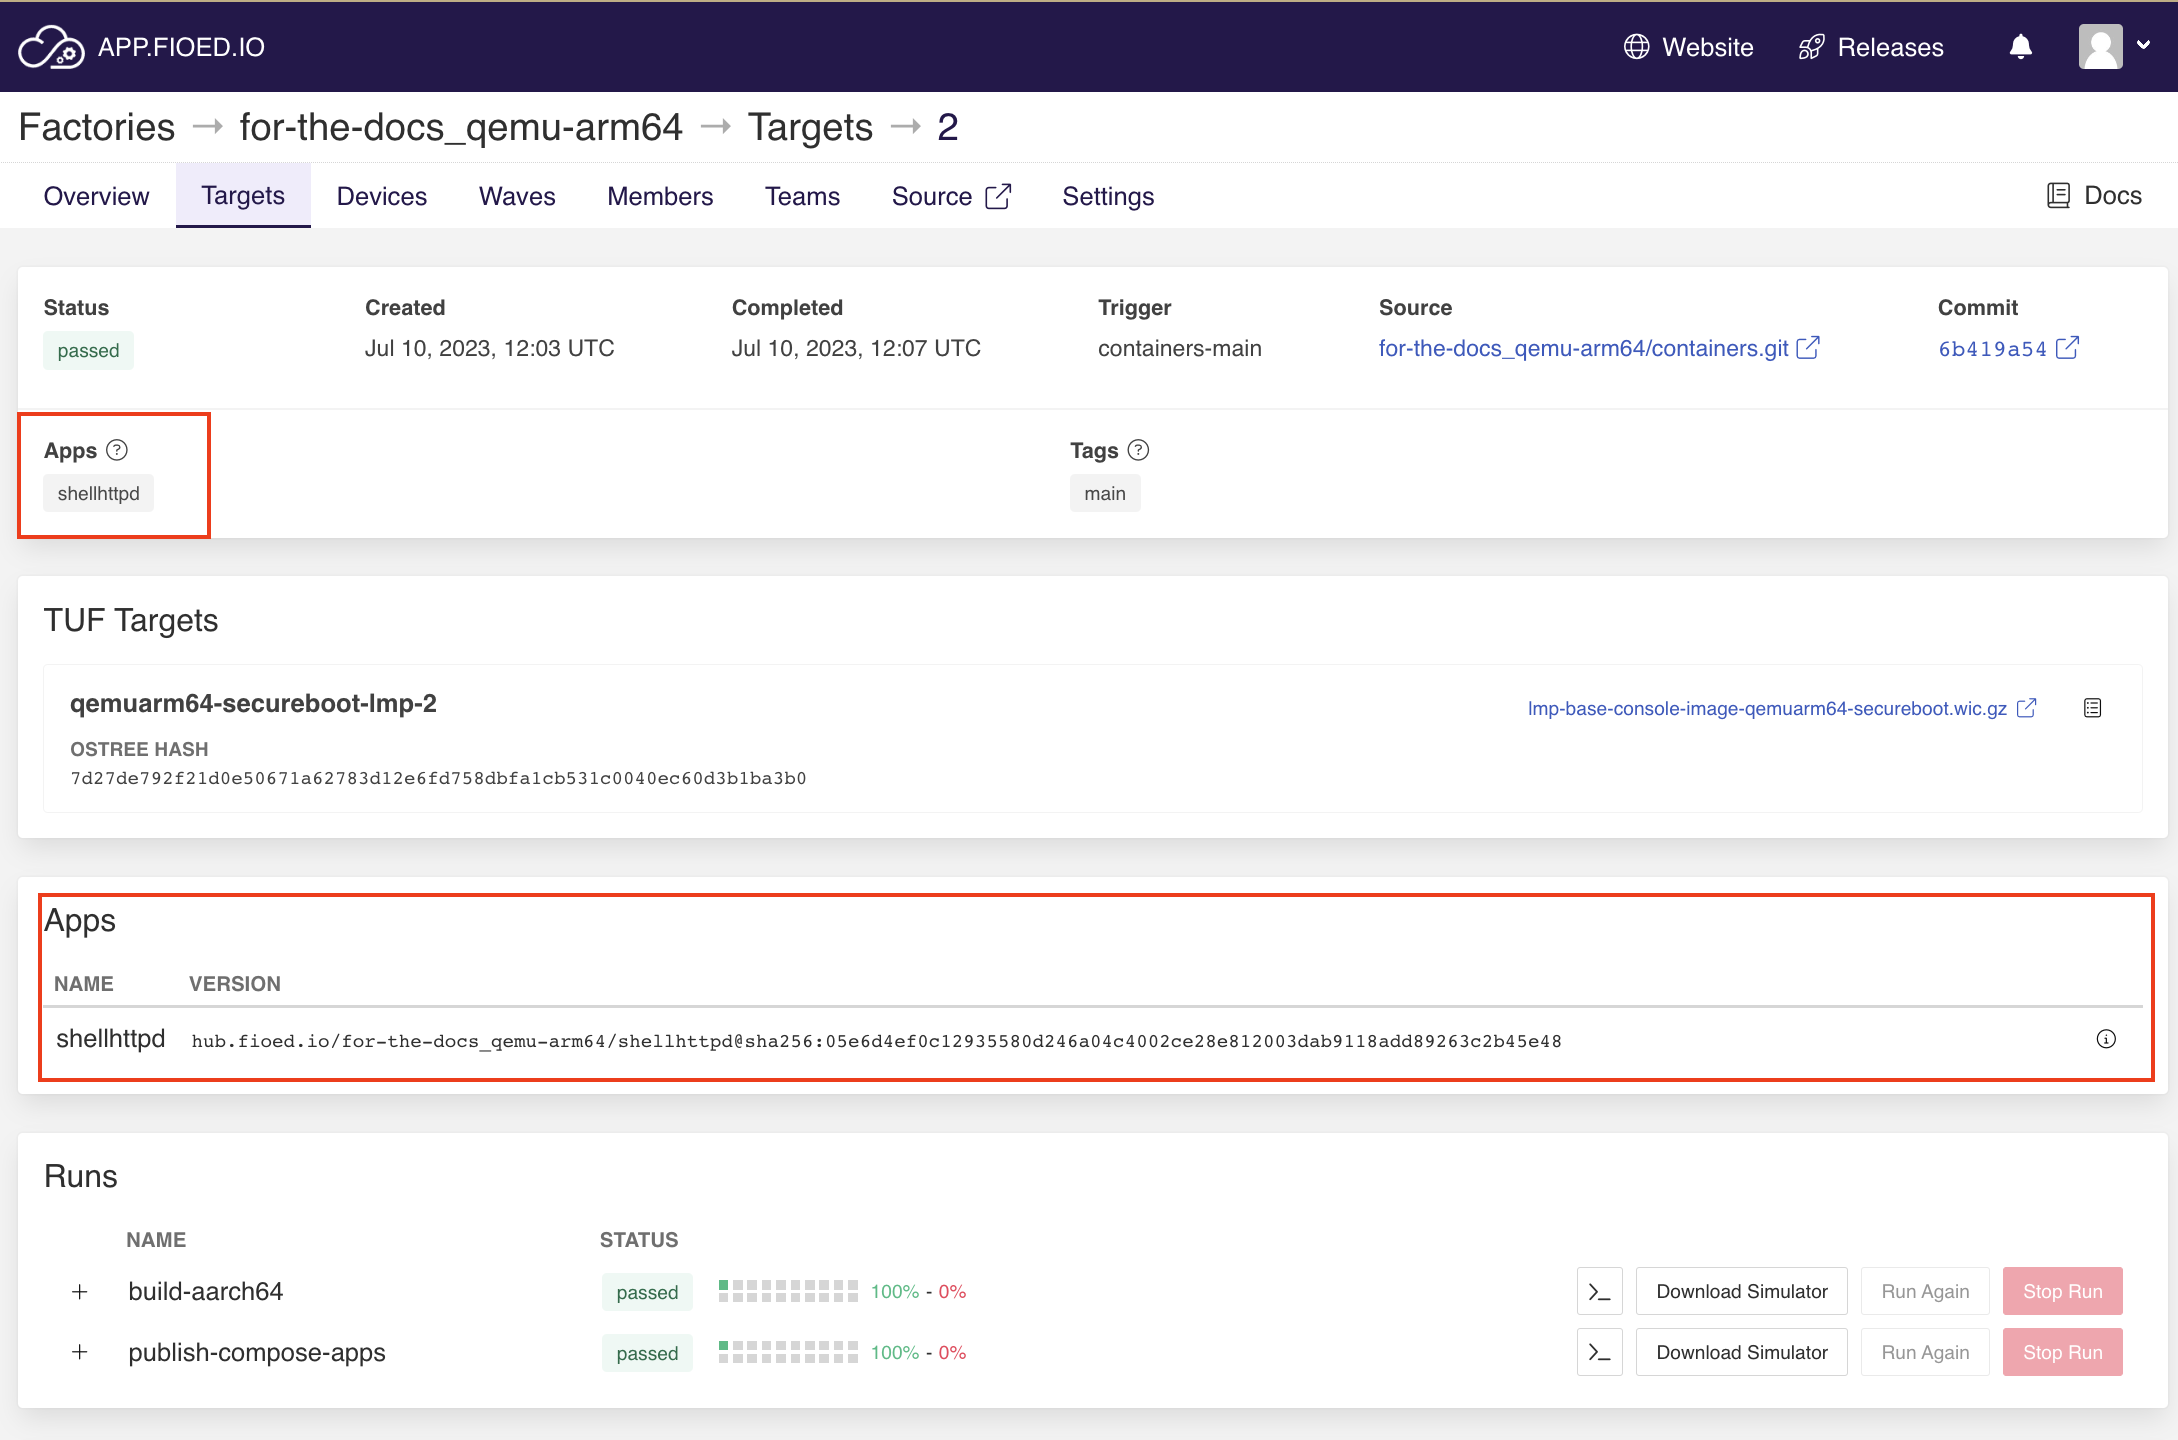 APP.FIOED.IO
Website
Releases
Factories → for-the-docs_qemu-arm64 → Targets → 2
Overview
Targets
Devices
Waves
Members
Teams
Source
Settings
Docs
Status
Created
Completed
Trigger
Source
Commit
passed
Jul 10, 2023, 12:03 UTC
Jul 10, 2023, 12:07 UTC
containers-main
for-the-docs_qemu-arm64/containers.git
6b419a54
Apps ?
Tags ?
shellhttpd
main
TUF Targets
qemuarm64-secureboot-lmp-2
lmp-base-console-image-qemuarm64-secureboot.wic.gz
OSTREE HASH
7d27de792f21d0e50671a62783d12e6fd758dbfa1cb531c0040ec60d3b1ba3b0
Apps
NAME
VERSION
shellhttpd
hub.fioed.io/for-the-docs_qemu-arm64/shellhttpd@sha256:05e6d4ef0c12935580d246a04c4002ce28e812003dab9118add89263c2b45e48
Runs
NAME
STATUS
+ build-aarch64
passed
100% - 0%
Download Simulator
Run Again
Stop Run
+ publish-compose-apps
passed
100% - 0%
Download Simulator
Run Again
Stop Run